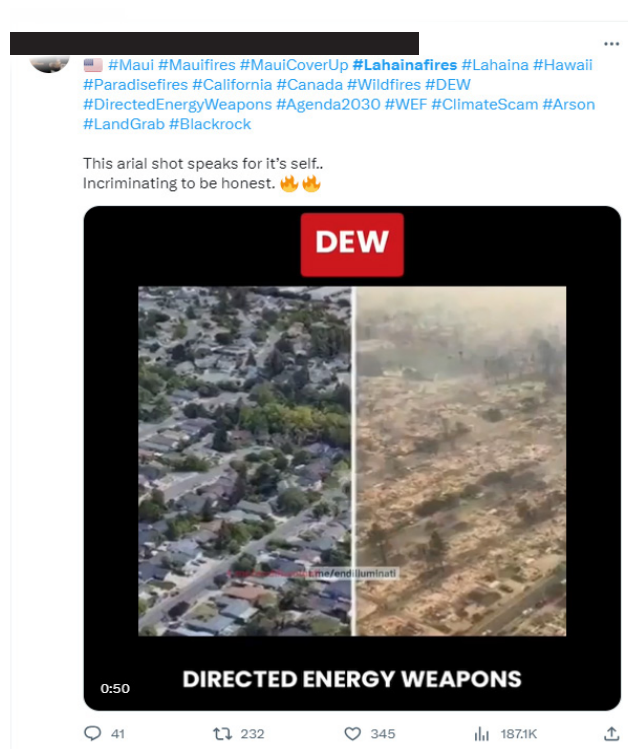 #Maui #Mauifires #MauiCoverUp #Lahainafires #Lahaina #Hawaii
#Paradisefires #California #Canada #Wildfires #DEW
#DirectedEnergyWeapons #Agenda2030 #WEF #ClimateScam #Arson
#LandGrab #Blackrock
This arial shot speaks for it's self..
Incriminating to be honest. 🔥🔥
DEW
t.me/endilluminati
DIRECTED ENERGY WEAPONS
0:50
41 232 345 187.1K